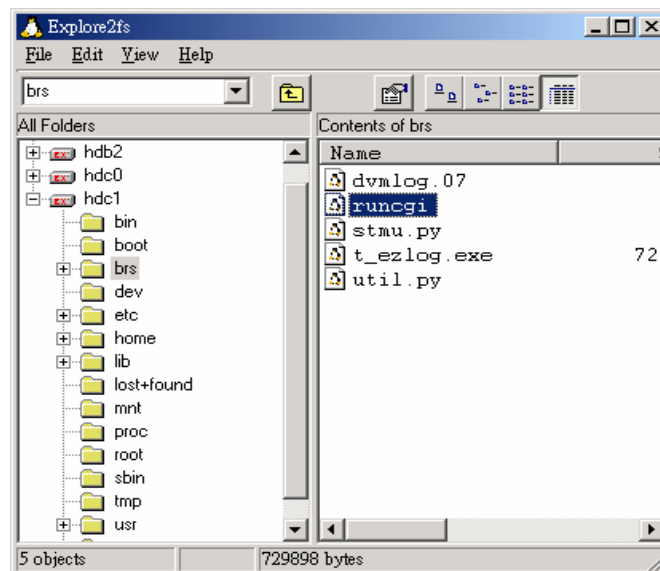 Explore2fs
File Edit View Help
brs
All Folders
Contents of brs
hdb2
hdc0
hdc1
bin
boot
brs
dev
etc
home
lib
lost+found
mnt
proc
root
sbin
tmp
usr
Name
dvmlog.07
runcgi
stmu.py
t_ezlog.exe 72
util.py
5 objects 729898 bytes